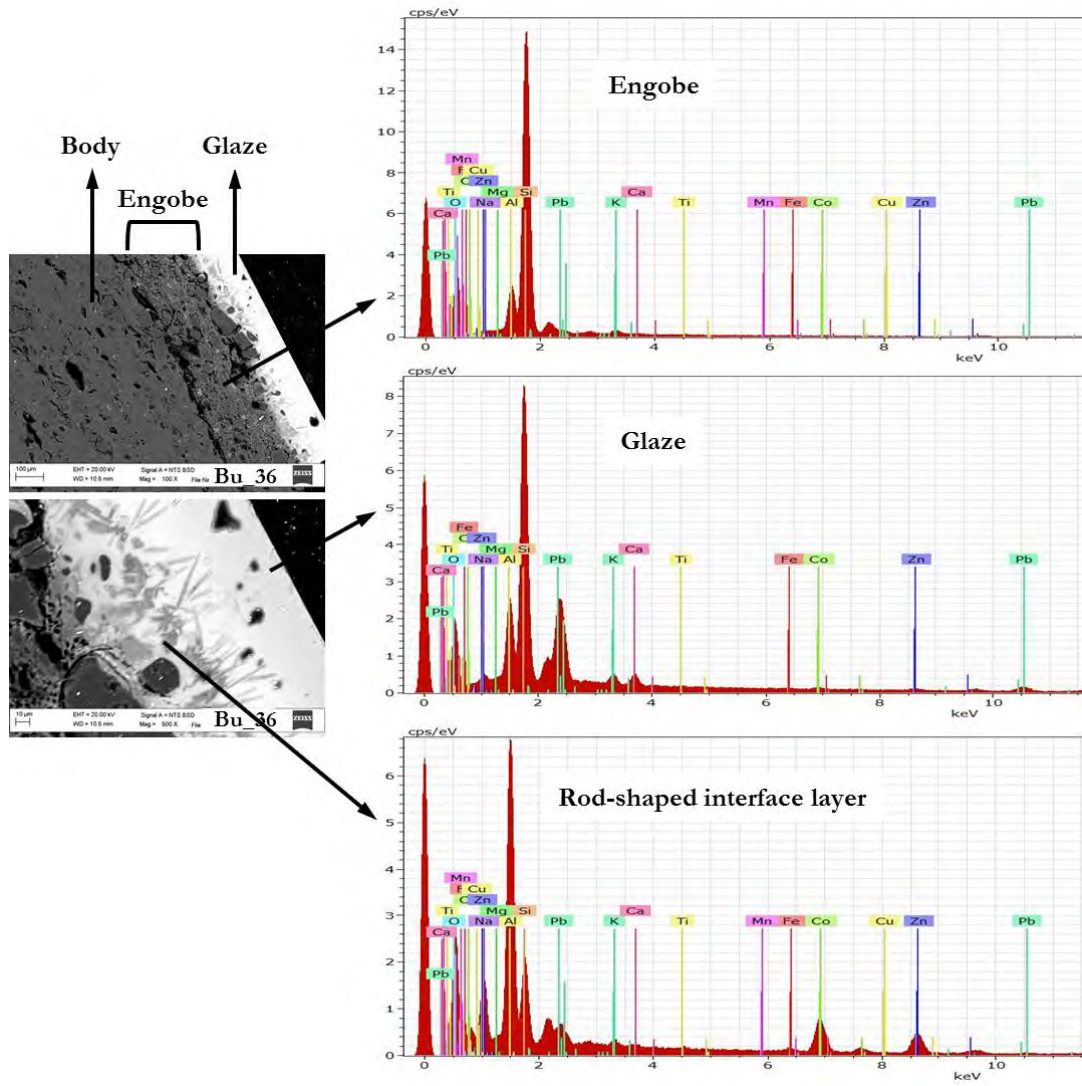 Body
Glaze
Engobe
100 µm
EHT = 20.00 kV
WD = 10.5 mm
Signal A = NTS BSD
Mag = 100 X
File Na
Bu_36
ZEISS
10 µm
EHT = 20.00 kV
WD = 10.5 mm
Signal A = NTS BSD
Mag = 500 X
File
Bu_36
ZEISS
cps/eV
Engobe
14
12
10
8
6
4
2
0
Mn
F Cu
C Zn
Ti Mg Si Ca
O Na Al Pb K Ti Mn Fe Co Cu Zn Pb
Ca
Pb
0 2 4 6 8 10
keV
cps/eV
Glaze
8
7
6
5
4
3
2
1
0
Fe
C Zn
Ti Mg Si Ca
O Na Al Pb K Ti Fe Co Zn Pb
Ca
Pb
0 2 4 6 8 10
keV
cps/eV
Rod-shaped interface layer
6
5
4
3
2
1
0
Mn
F Cu
C Zn
Ti Mg Si Ca
O Na Al Pb K Ti Mn Fe Co Cu Zn Pb
Ca
Pb
0 2 4 6 8 10
keV